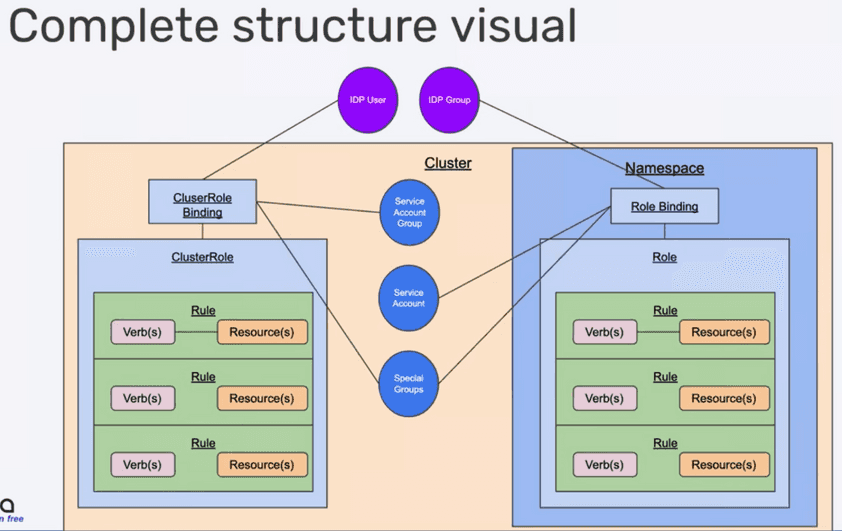 Complete structure visual
IDP User
IDP Group
Cluster
Namespace
CluserRole
Binding
Service
Account
Group
Role Binding
ClusterRole
Role
Service
Account
Rule
Verb(s)
Resource(s)
Rule
Verb(s)
Resource(s)
Rule
Verb(s)
Resource(s)
Special
Groups
Rule
Verb(s)
Resource(s)
Rule
Verb(s)
Resource(s)
Rule
Verb(s)
Resource(s)
free